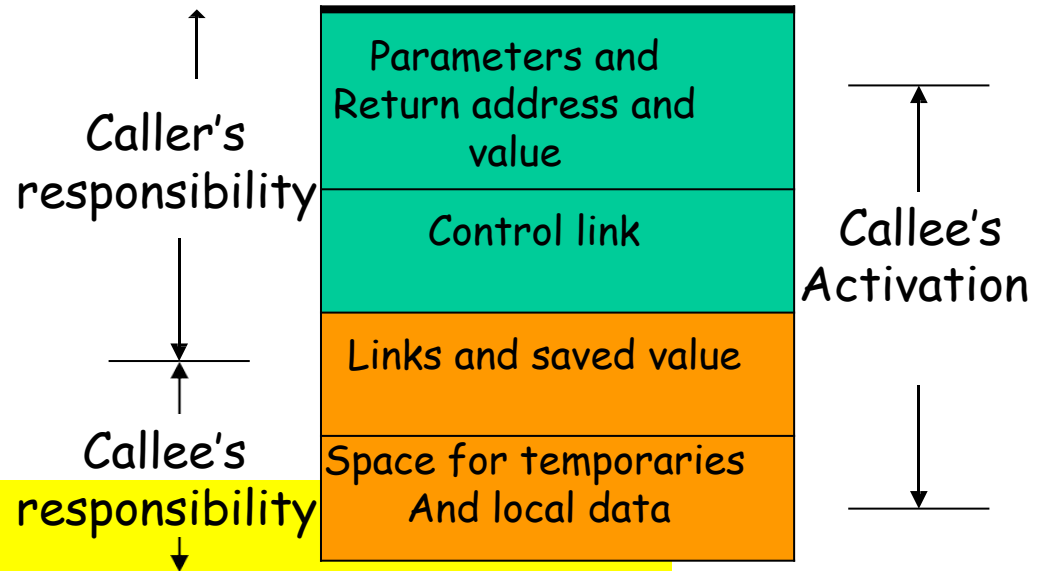 Parameters and
Return address and
value
Caller's
responsibility
Control link
Callee's
Activation
Links and saved value
Callee's
responsibility
Space for temporaries
And local data